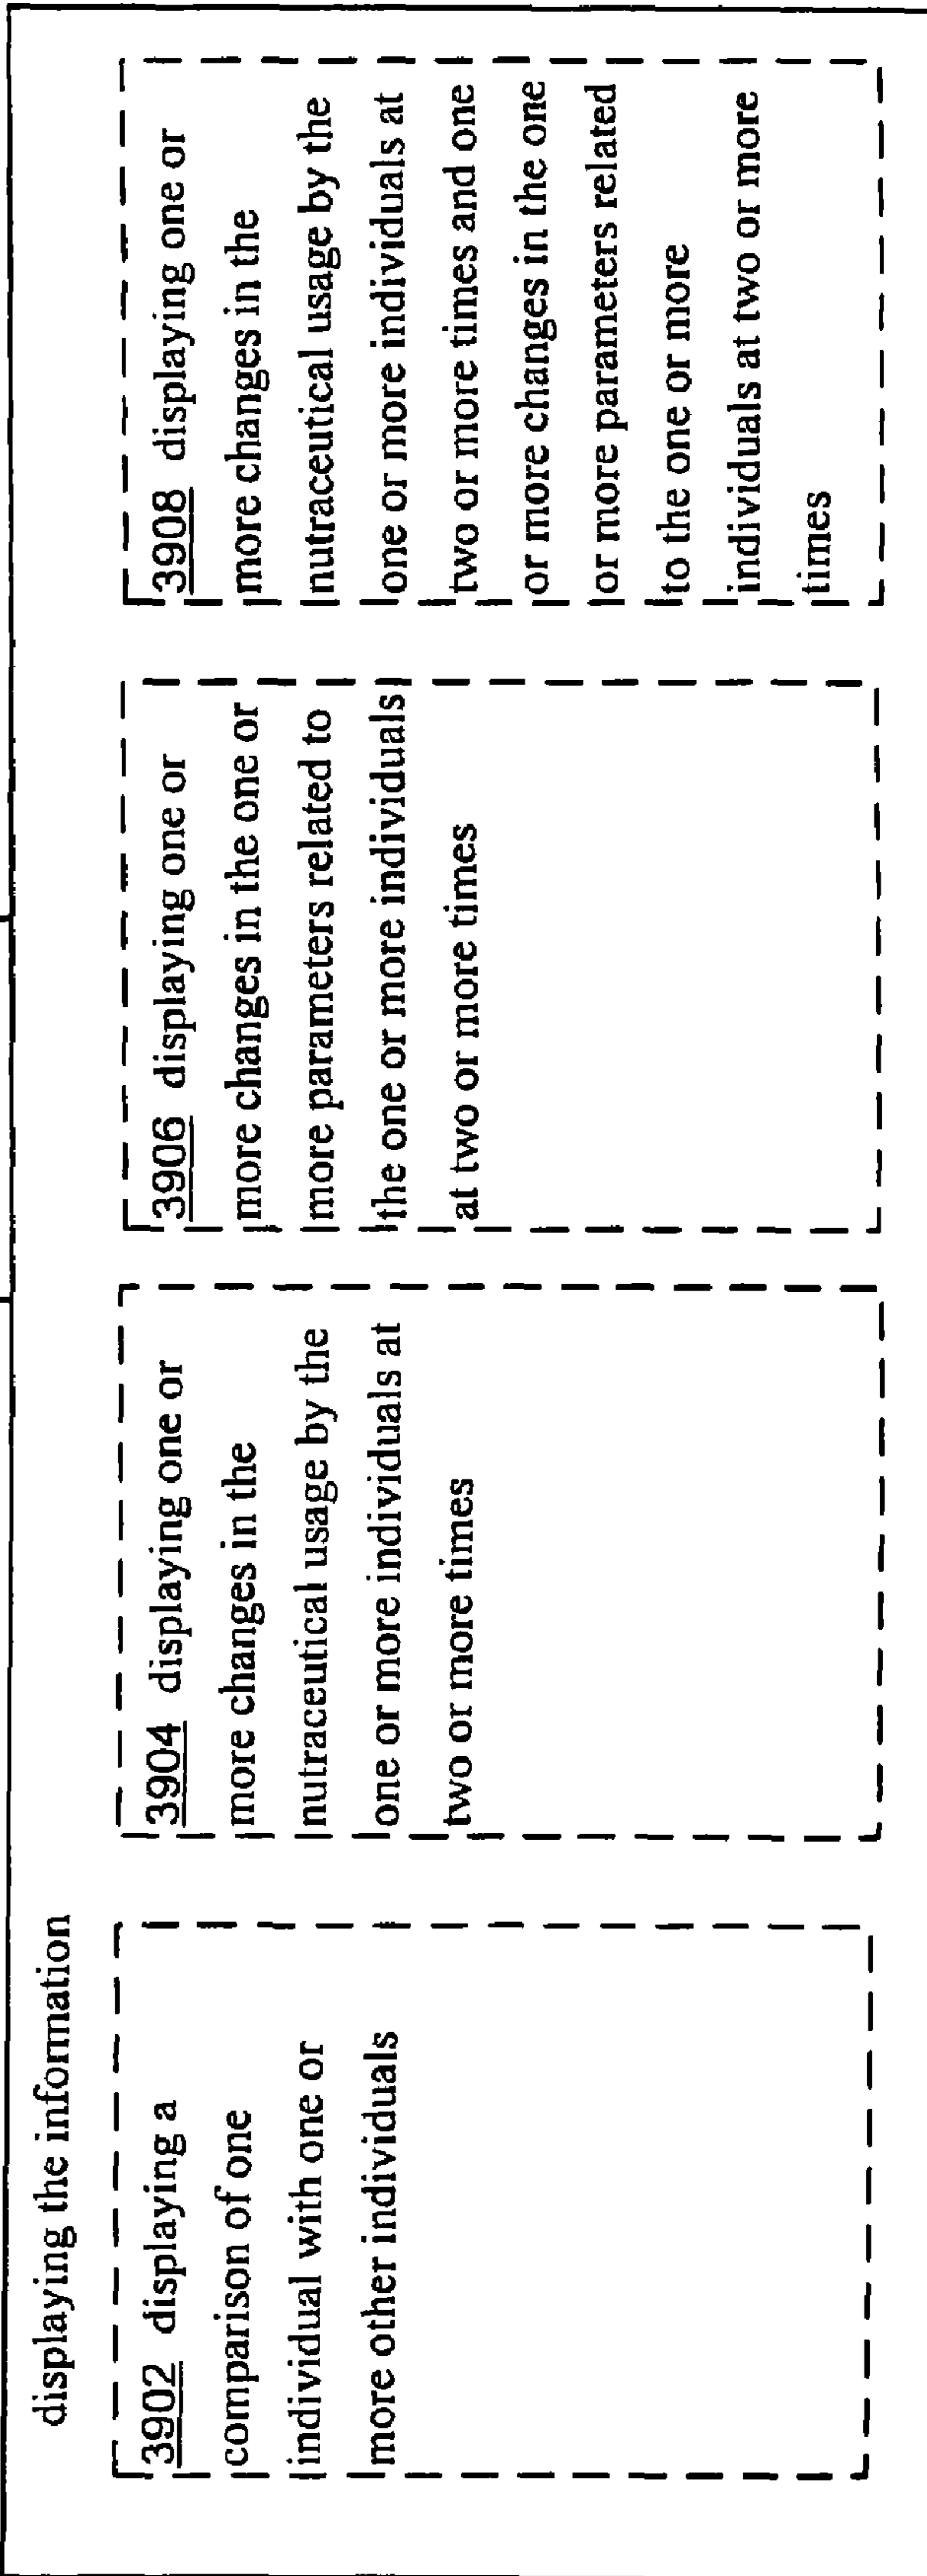 displaying the information
3902 displaying a
comparison of one
individual with one or
more other individuals
3904 displaying one or
more changes in the
nutraceutical usage by the
one or more individuals at
two or more times
3906 displaying one or
more changes in the one or
more parameters related to
the one or more individuals
at two or more times
3908 displaying one or
more changes in the
nutraceutical usage by the
one or more individuals at
two or more times and one
or more changes in the one
or more parameters related
to the one or more
individuals at two or more
times